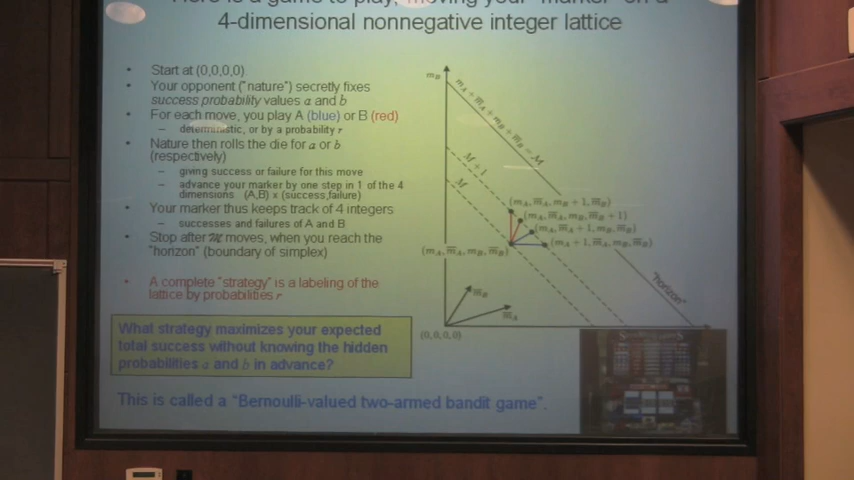 Here is a game to play, moving your "marker" on a
4-dimensional nonnegative integer lattice
• Start at (0,0,0,0).
• Your opponent ("nature") secretly fixes
success probability values a and b
• For each move, you play A (blue) or B (red)
– deterministic, or by a probability r
• Nature then rolls the die for a or b
(respectively)
– giving success or failure for this move
– advance your marker by one step in 1 of the 4
dimensions (A,B) x (success,failure)
• Your marker thus keeps track of 4 integers
– successes and failures of A and B
• Stop after M moves, when you reach the
"horizon" (boundary of simplex)
• A complete "strategy" is a labeling of the
lattice by probabilities r
What strategy maximizes your expected
total success without knowing the hidden
probabilities a and b in advance?
This is called a "Bernoulli-valued two-armed bandit game".
m_B
m_A + m̅_A + m_B + m̅_B = M
M + 1
M
(m_A, m̅_A, m_B + 1, m̅_B)
(m_A, m̅_A, m_B, m̅_B + 1)
(m_A, m̅_A + 1, m_B, m̅_B)
(m_A + 1, m̅_A, m_B, m̅_B)
(m_A, m̅_A, m_B, m̅_B)
"horizon"
m̅_B
m̅_A
(0,0,0,0)